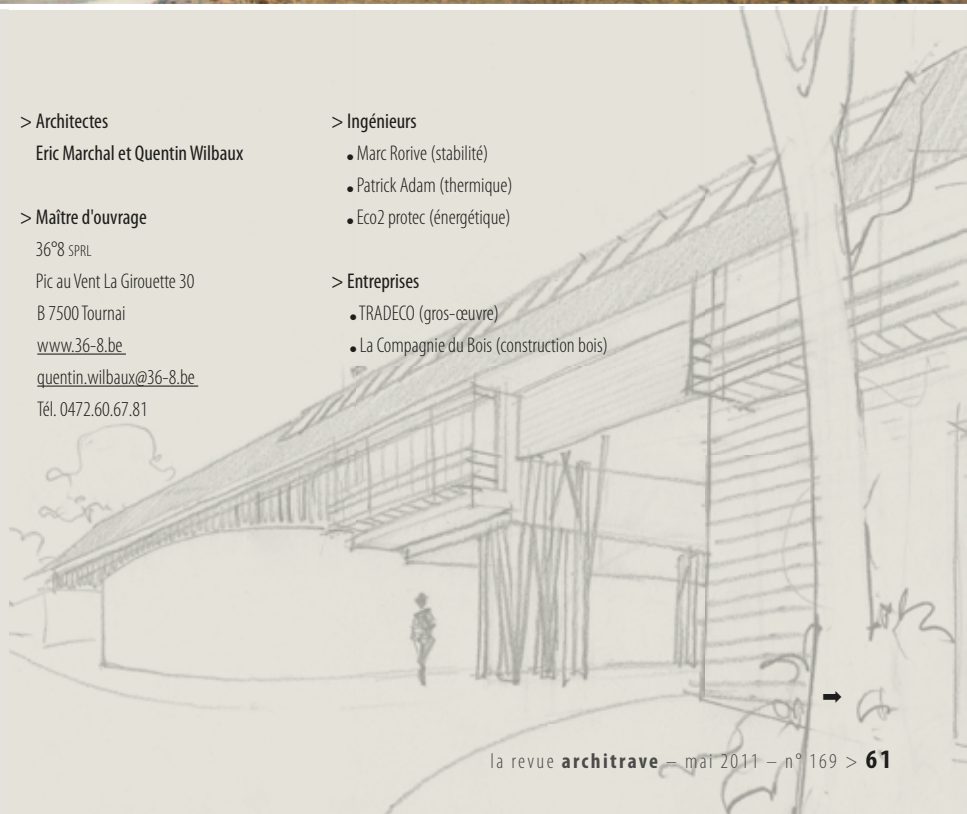 > Architectes
Eric Marchal et Quentin Wilbaux
> Maître d'ouvrage
36°8 SPRL
Pic au Vent La Girouette 30
B 7500 Tournai
www.36-8.be
quentin.wilbaux@36-8.be
Tél. 0472.60.67.81
> Ingénieurs
• Marc Rorive (stabilité)
• Patrick Adam (thermique)
• Eco2 protec (énergétique)
> Entreprises
• TRADECO (gros-œuvre)
• La Compagnie du Bois (construction bois)
➡
la revue architrave – mai 2011 – n° 169 > 61